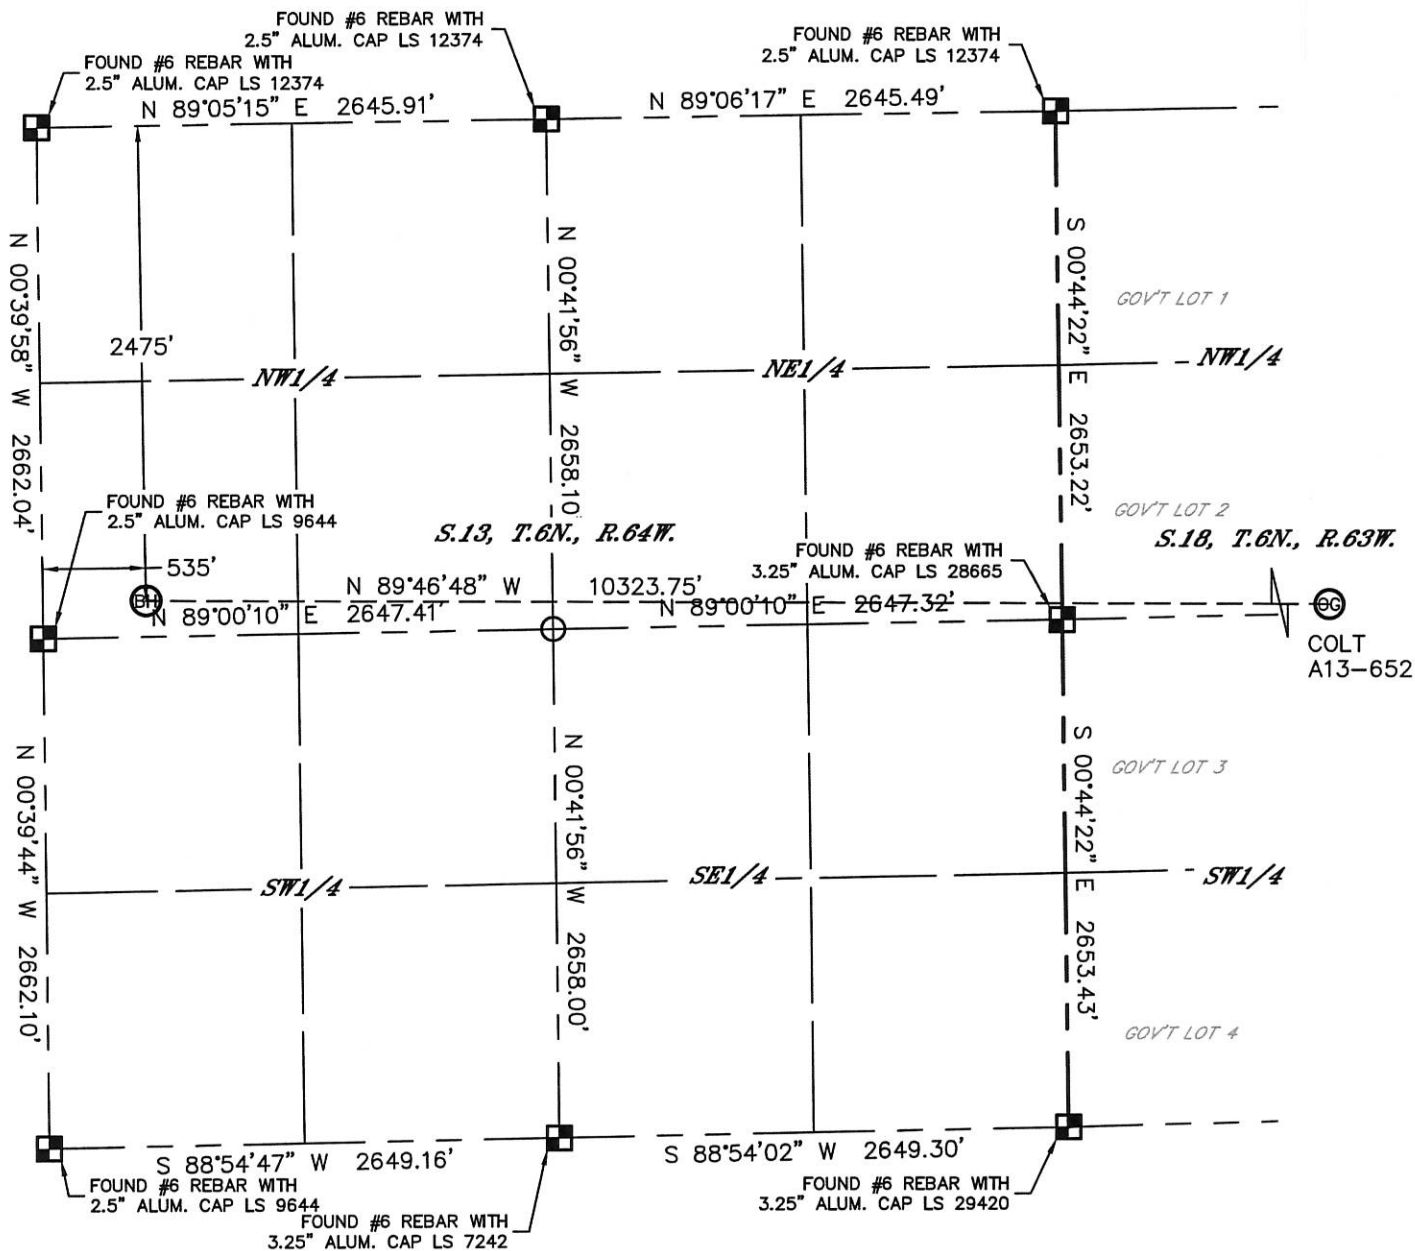 FOUND #6 REBAR WITH
2.5" ALUM. CAP LS 12374
FOUND #6 REBAR WITH
2.5" ALUM. CAP LS 12374
FOUND #6 REBAR WITH
2.5" ALUM. CAP LS 12374
N 89°05'15" E 2645.91'
N 89°06'17" E 2645.49'
N 00°39'58" W 2662.04'
N 00°41'56" W 2658.10'
S 00°44'22" E 2653.22'
GOV'T LOT 1
2475'
NW1/4
NE1/4
NW1/4
FOUND #6 REBAR WITH
2.5" ALUM. CAP LS 9644
GOV'T LOT 2
S.13, T.6N., R.64W.
S.18, T.6N., R.63W.
FOUND #6 REBAR WITH
3.25" ALUM. CAP LS 28665
535'
N 89°46'48" W 10323.75'
BH
OG
N 89°00'10" E 2647.41'
N 89°00'10" E 2647.32'
COLT
A13-652
N 00°39'44" W 2662.10'
N 00°41'56" W 2658.00'
S 00°44'22" E 2653.43'
GOV'T LOT 3
SW1/4
SE1/4
SW1/4
GOV'T LOT 4
S 88°54'47" W 2649.16'
S 88°54'02" W 2649.30'
FOUND #6 REBAR WITH
2.5" ALUM. CAP LS 9644
FOUND #6 REBAR WITH
3.25" ALUM. CAP LS 7242
FOUND #6 REBAR WITH
3.25" ALUM. CAP LS 29420